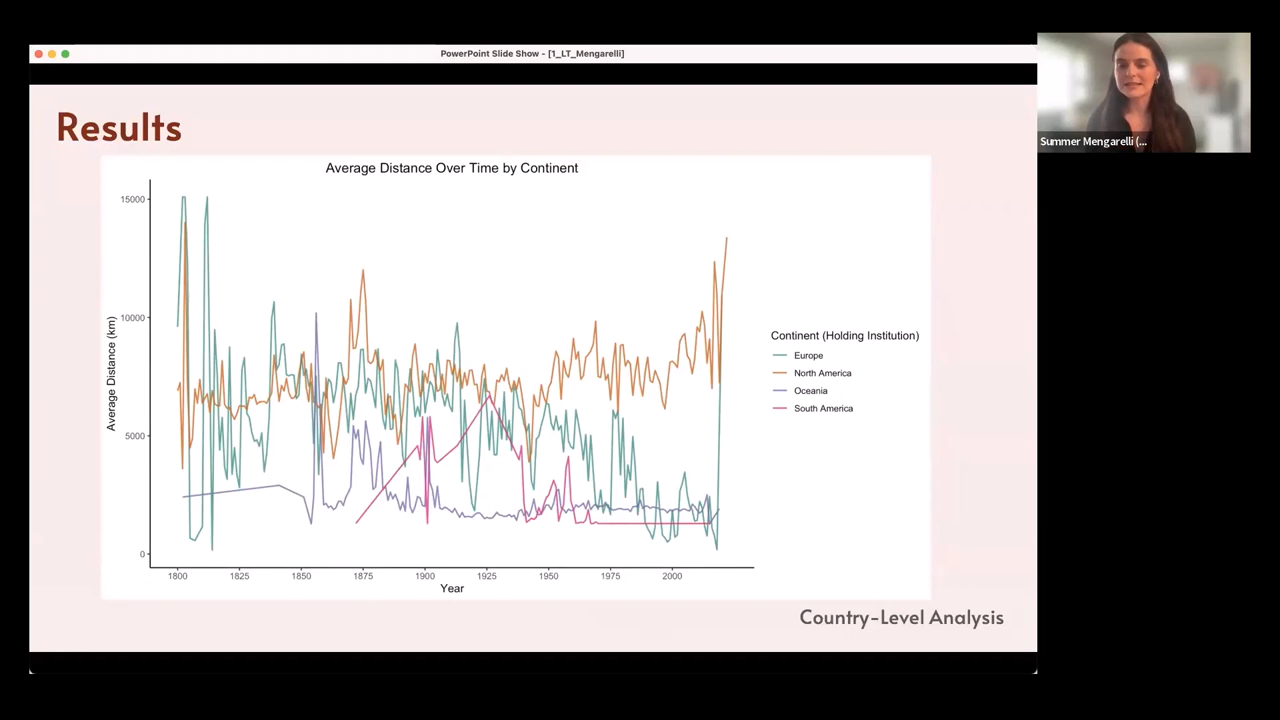 PowerPoint Slide Show - [1_LT_Mengarelli]
Results
Average Distance Over Time by Continent
Average Distance (km)
15000
10000
5000
0
1800 1825 1850 1875 1900 1925 1950 1975 2000
Year
Continent (Holding Institution)
Europe
North America
Oceania
South America
Country-Level Analysis
Summer Mengarelli (...